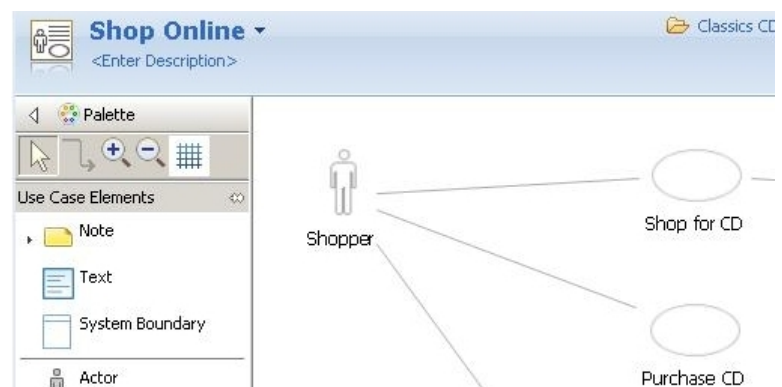 Shop Online
Classics CD
<Enter Description>
Palette
Use Case Elements
Note
Text
System Boundary
Actor
Shopper
Shop for CD
Purchase CD